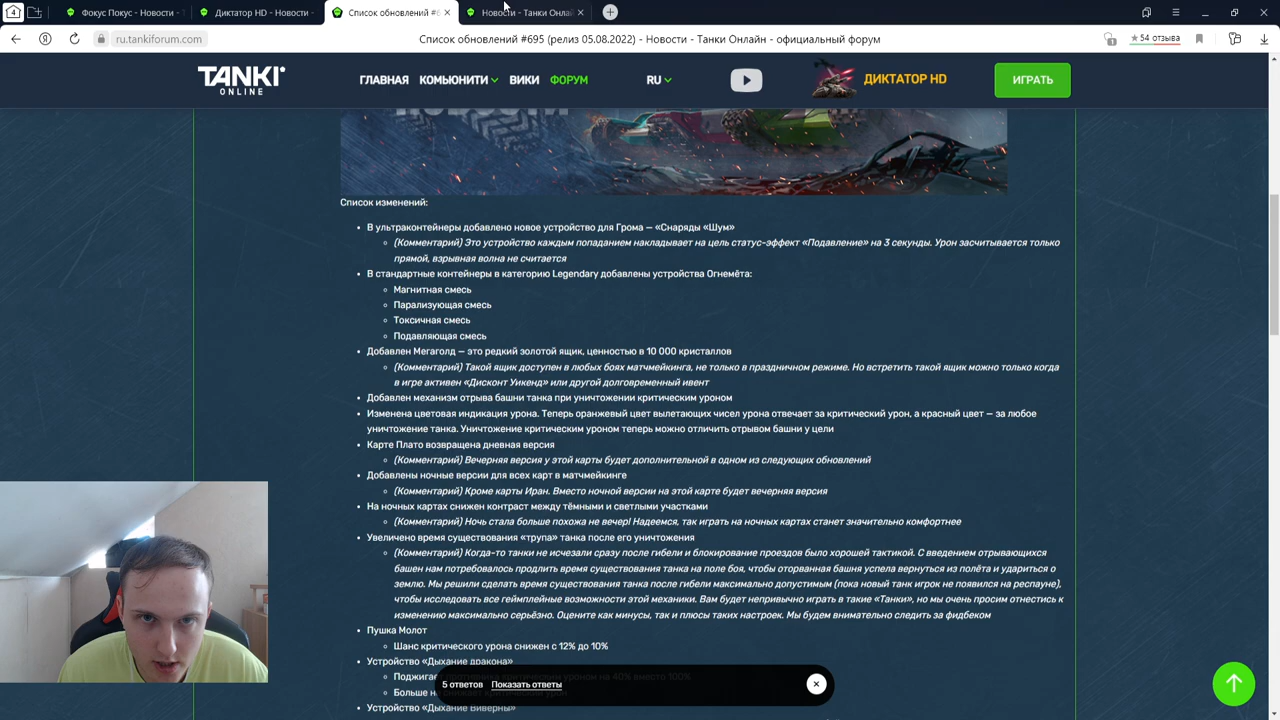 4
Фокус Покус - Новости -
Диктатор HD - Новости -
Список обновлений #6
Новости - Танки Онлай
ru.tankiforum.com
Список обновлений #695 (релиз 05.08.2022) - Новости - Танки Онлайн - официальный форум
54 отзыва
TANKI ONLINE
ГЛАВНАЯ
КОМЬЮНИТИ
ВИКИ
ФОРУМ
RU
ДИКТАТОР HD
ИГРАТЬ
Список изменений:
В ультраконтейнеры добавлено новое устройство для Грома — «Снаряды «Шум»
(Комментарий) Это устройство каждым попаданием накладывает на цель статус-эффект «Подавление» на 3 секунды. Урон засчитывается только
прямой, взрывная волна не считается
В стандартные контейнеры в категорию Legendary добавлены устройства Огнемёта:
Магнитная смесь
Парализующая смесь
Токсичная смесь
Подавляющая смесь
Добавлен Мегаголд — это редкий золотой ящик, ценностью в 10 000 кристаллов
(Комментарий) Такой ящик доступен в любых боях матчмейкинга, не только в праздничном режиме. Но встретить такой ящик можно только когда
в игре активен «Дисконт Уикенд» или другой долговременный ивент
Добавлен механизм отрыва башни танка при уничтожении критическим уроном
Изменена цветовая индикация урона. Теперь оранжевый цвет вылетающих чисел урона отвечает за критический урон, а красный цвет — за любое
уничтожение танка. Уничтожение критическим уроном теперь можно отличить отрывом башни у цели
Карте Плато возвращена дневная версия
(Комментарий) Вечерняя версия у этой карты будет дополнительной в одном из следующих обновлений
Добавлены ночные версии для всех карт в матчмейкинге
(Комментарий) Кроме карты Иран. Вместо ночной версии на этой карте будет вечерняя версия
На ночных картах снижен контраст между тёмными и светлыми участками
(Комментарий) Ночь стала больше похожа не вечер! Надеемся, так играть на ночных картах станет значительно комфортнее
Увеличено время существования «трупа» танка после его уничтожения
(Комментарий) Когда-то танки не исчезали сразу после гибели и блокирование проездов было хорошей тактикой. С введением отрывающихся
башен нам потребовалось продлить время существования танка на поле боя, чтобы оторванная башня успела вернуться из полёта и удариться о
землю. Мы решили сделать время существования танка после гибели максимально допустимым (пока новый танк игрок не появился на респауне),
чтобы исследовать все геймплейные возможности этой механики. Вам будет непривычно играть в такие «Танки», но мы очень просим отнестись к
изменению максимально серьёзно. Оцените как минусы, так и плюсы таких настроек. Мы будем внимательно следить за фидбеком
Пушка Молот
Шанс критического урона снижен с 12% до 10%
Устройство «Дыхание дракона»
Поджигает противника критическим уроном на 40% вместо 100%
Больше не снижает критический урон
5 ответов Показать ответы
Устройство «Дыхание Виверны»